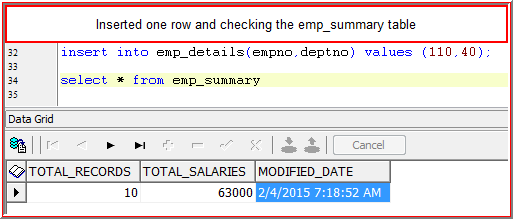 Inserted one row and checking the emp_summary table
32
insert into emp_details(empno,deptno) values (110,40);
33
34
select * from emp_summary
35
Data Grid
Cancel
TOTAL_RECORDS TOTAL_SALARIES MODIFIED_DATE
10 63000 2/4/2015 7:18:52 AM